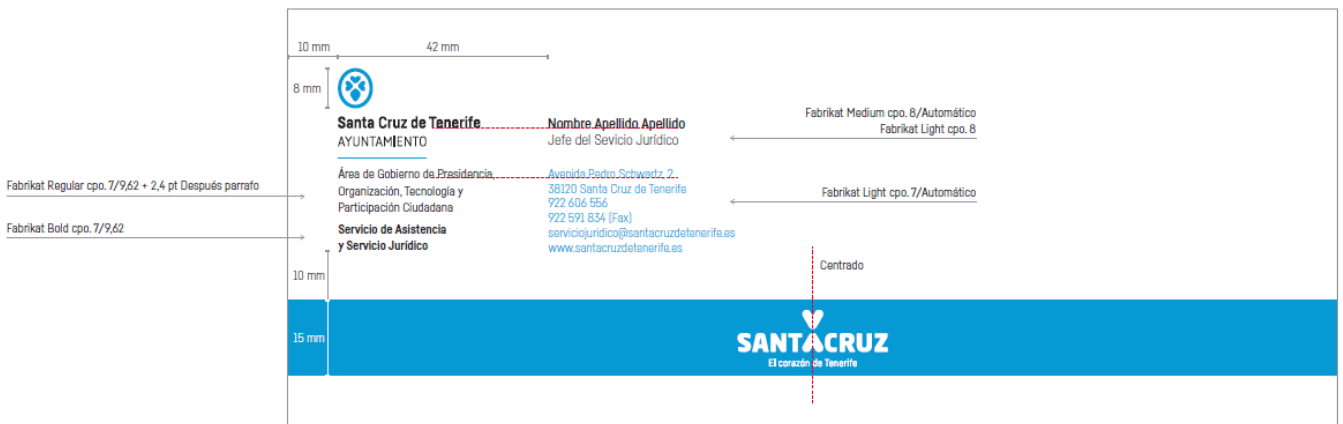 10 mm
42 mm
8 mm
Santa Cruz de Tenerife
AYUNTAMIENTO
Nombre Apellido Apellido
Jefe del Sevicio Jurídico
Fabrikat Medium cpo. 8/Automático
Fabrikat Light cpo. 8
Área de Gobierno de Presidencia,
Organización, Tecnología y
Participación Ciudadana
Servicio de Asistencia
y Servicio Jurídico
Avenida Pedro Schwartz, 2
38120 Santa Cruz de Tenerife
922 606 556
922 591 834 (Fax)
serviciojuridico@santacruzdetenerife.es
www.santacruzdetenerife.es
Fabrikat Regular cpo. 7/9,62 + 2,4 pt Después parrafo
Fabrikat Bold cpo. 7/9,62
Fabrikat Light cpo. 7/Automático
Centrado
10 mm
15 mm
SANTACRUZ
El corazón de Tenerife